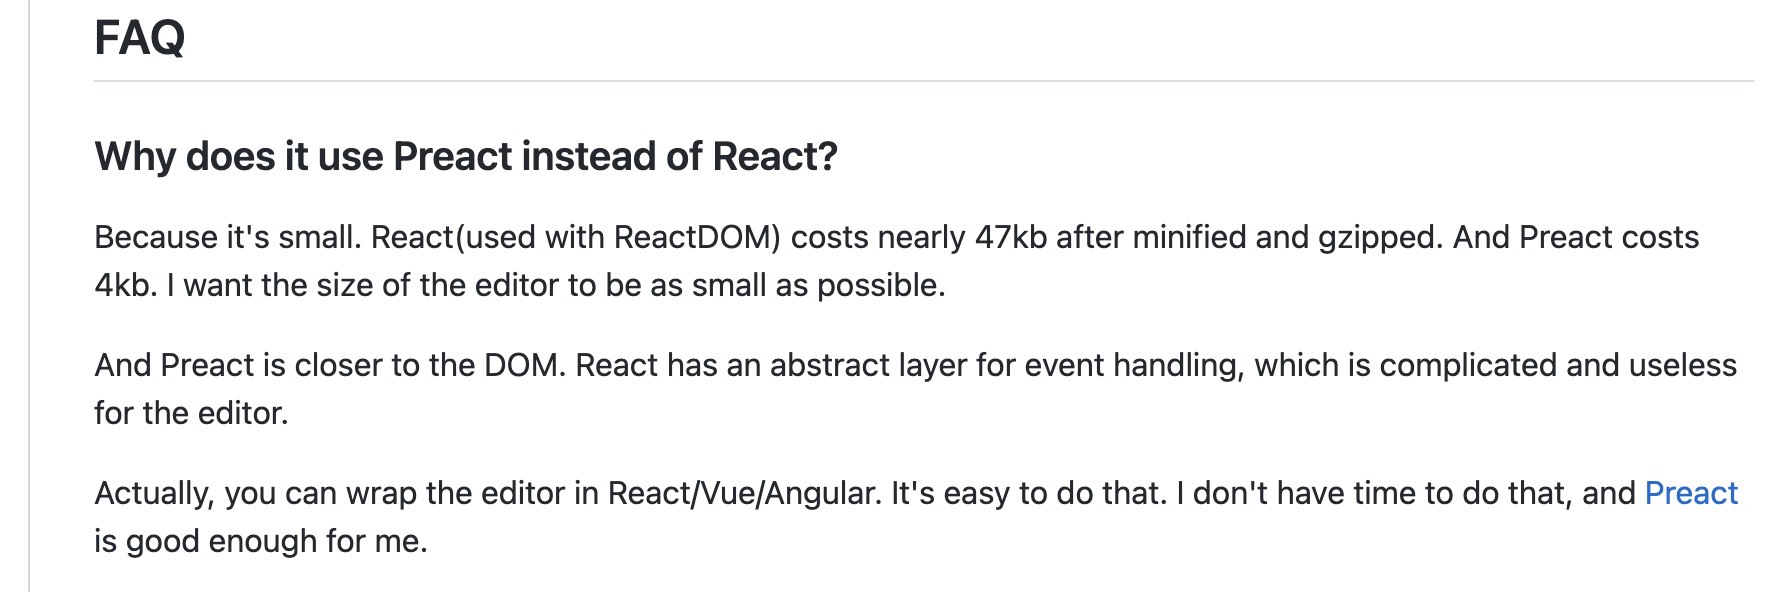 FAQ
Why does it use Preact instead of React?
Because it's small. React(used with ReactDOM) costs nearly 47kb after minified and gzipped. And Preact costs
4kb. I want the size of the editor to be as small as possible.
And Preact is closer to the DOM. React has an abstract layer for event handling, which is complicated and useless
for the editor.
Actually, you can wrap the editor in React/Vue/Angular. It's easy to do that. I don't have time to do that, and Preact
is good enough for me.